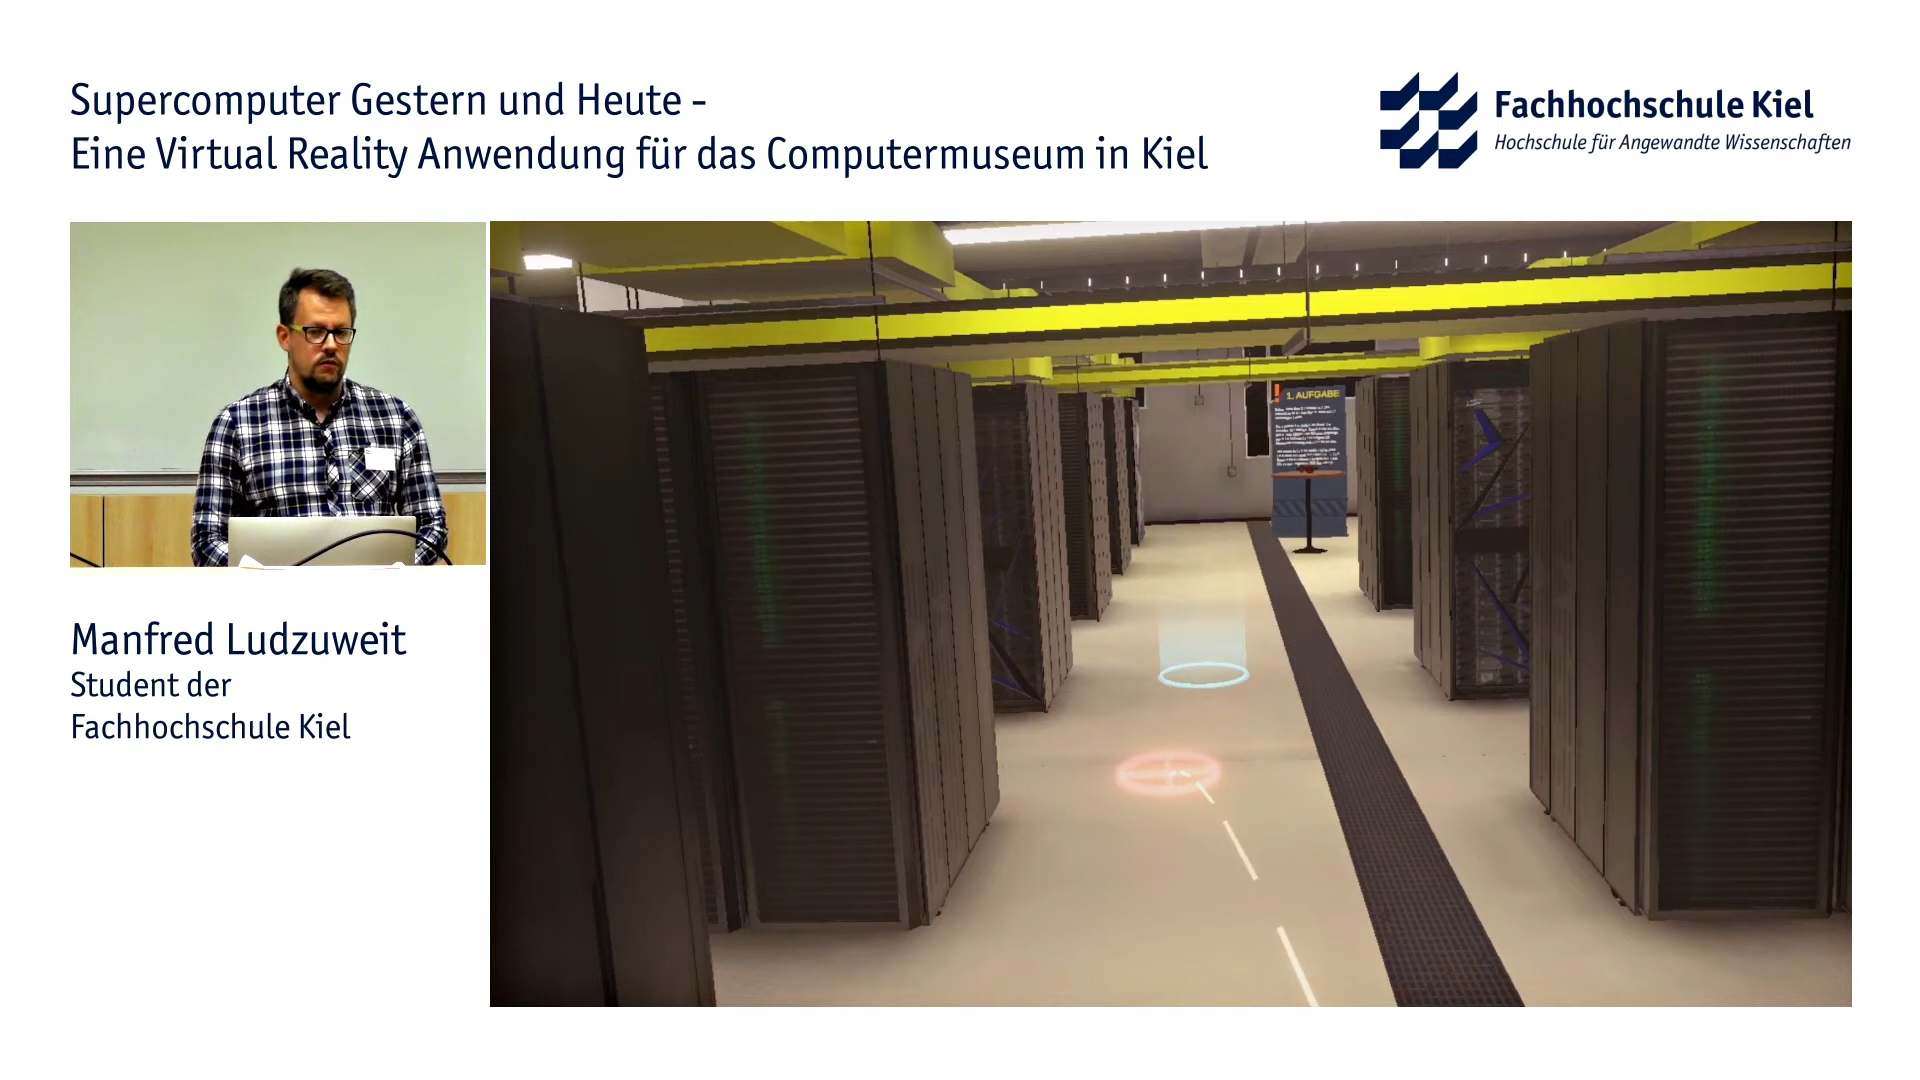 Supercomputer Gestern und Heute -
Eine Virtual Reality Anwendung für das Computermuseum in Kiel
Fachhochschule Kiel
Hochschule für Angewandte Wissenschaften
1. AUFGABE
Manfred Ludzuweit
Student der
Fachhochschule Kiel